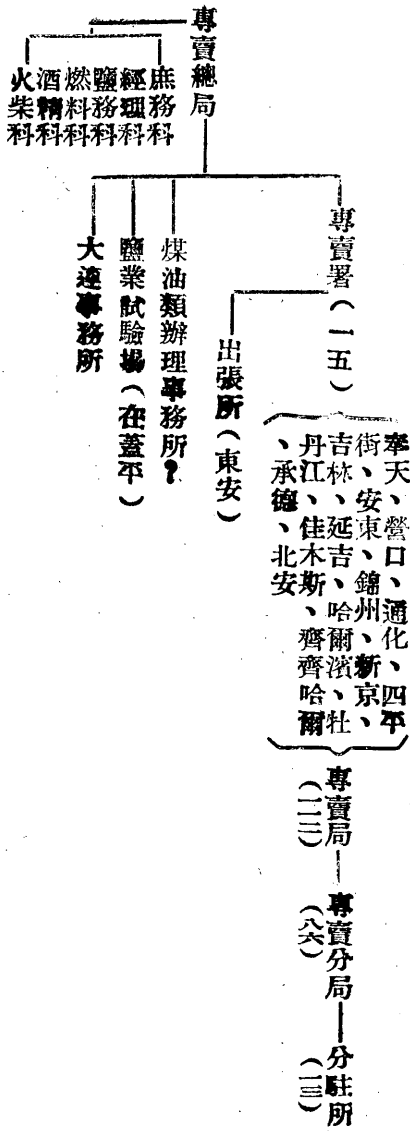 專賣總局
庶務科
經理科
鹽務科
燃料科
酒精科
火柴科
專賣署（一五）
奉天、營口、通化、四平
街、安東、錦州、新京、
吉林、延吉、哈爾濱、牡
丹江、佳木斯、齊齊哈爾
、承德、北安
專賣局
（一二二）
專賣分局
（八六）
分駐所
（一三）
出張所（東安）
煤油類辦理事務所？
鹽業試驗場（在蓋平）
大連事務所